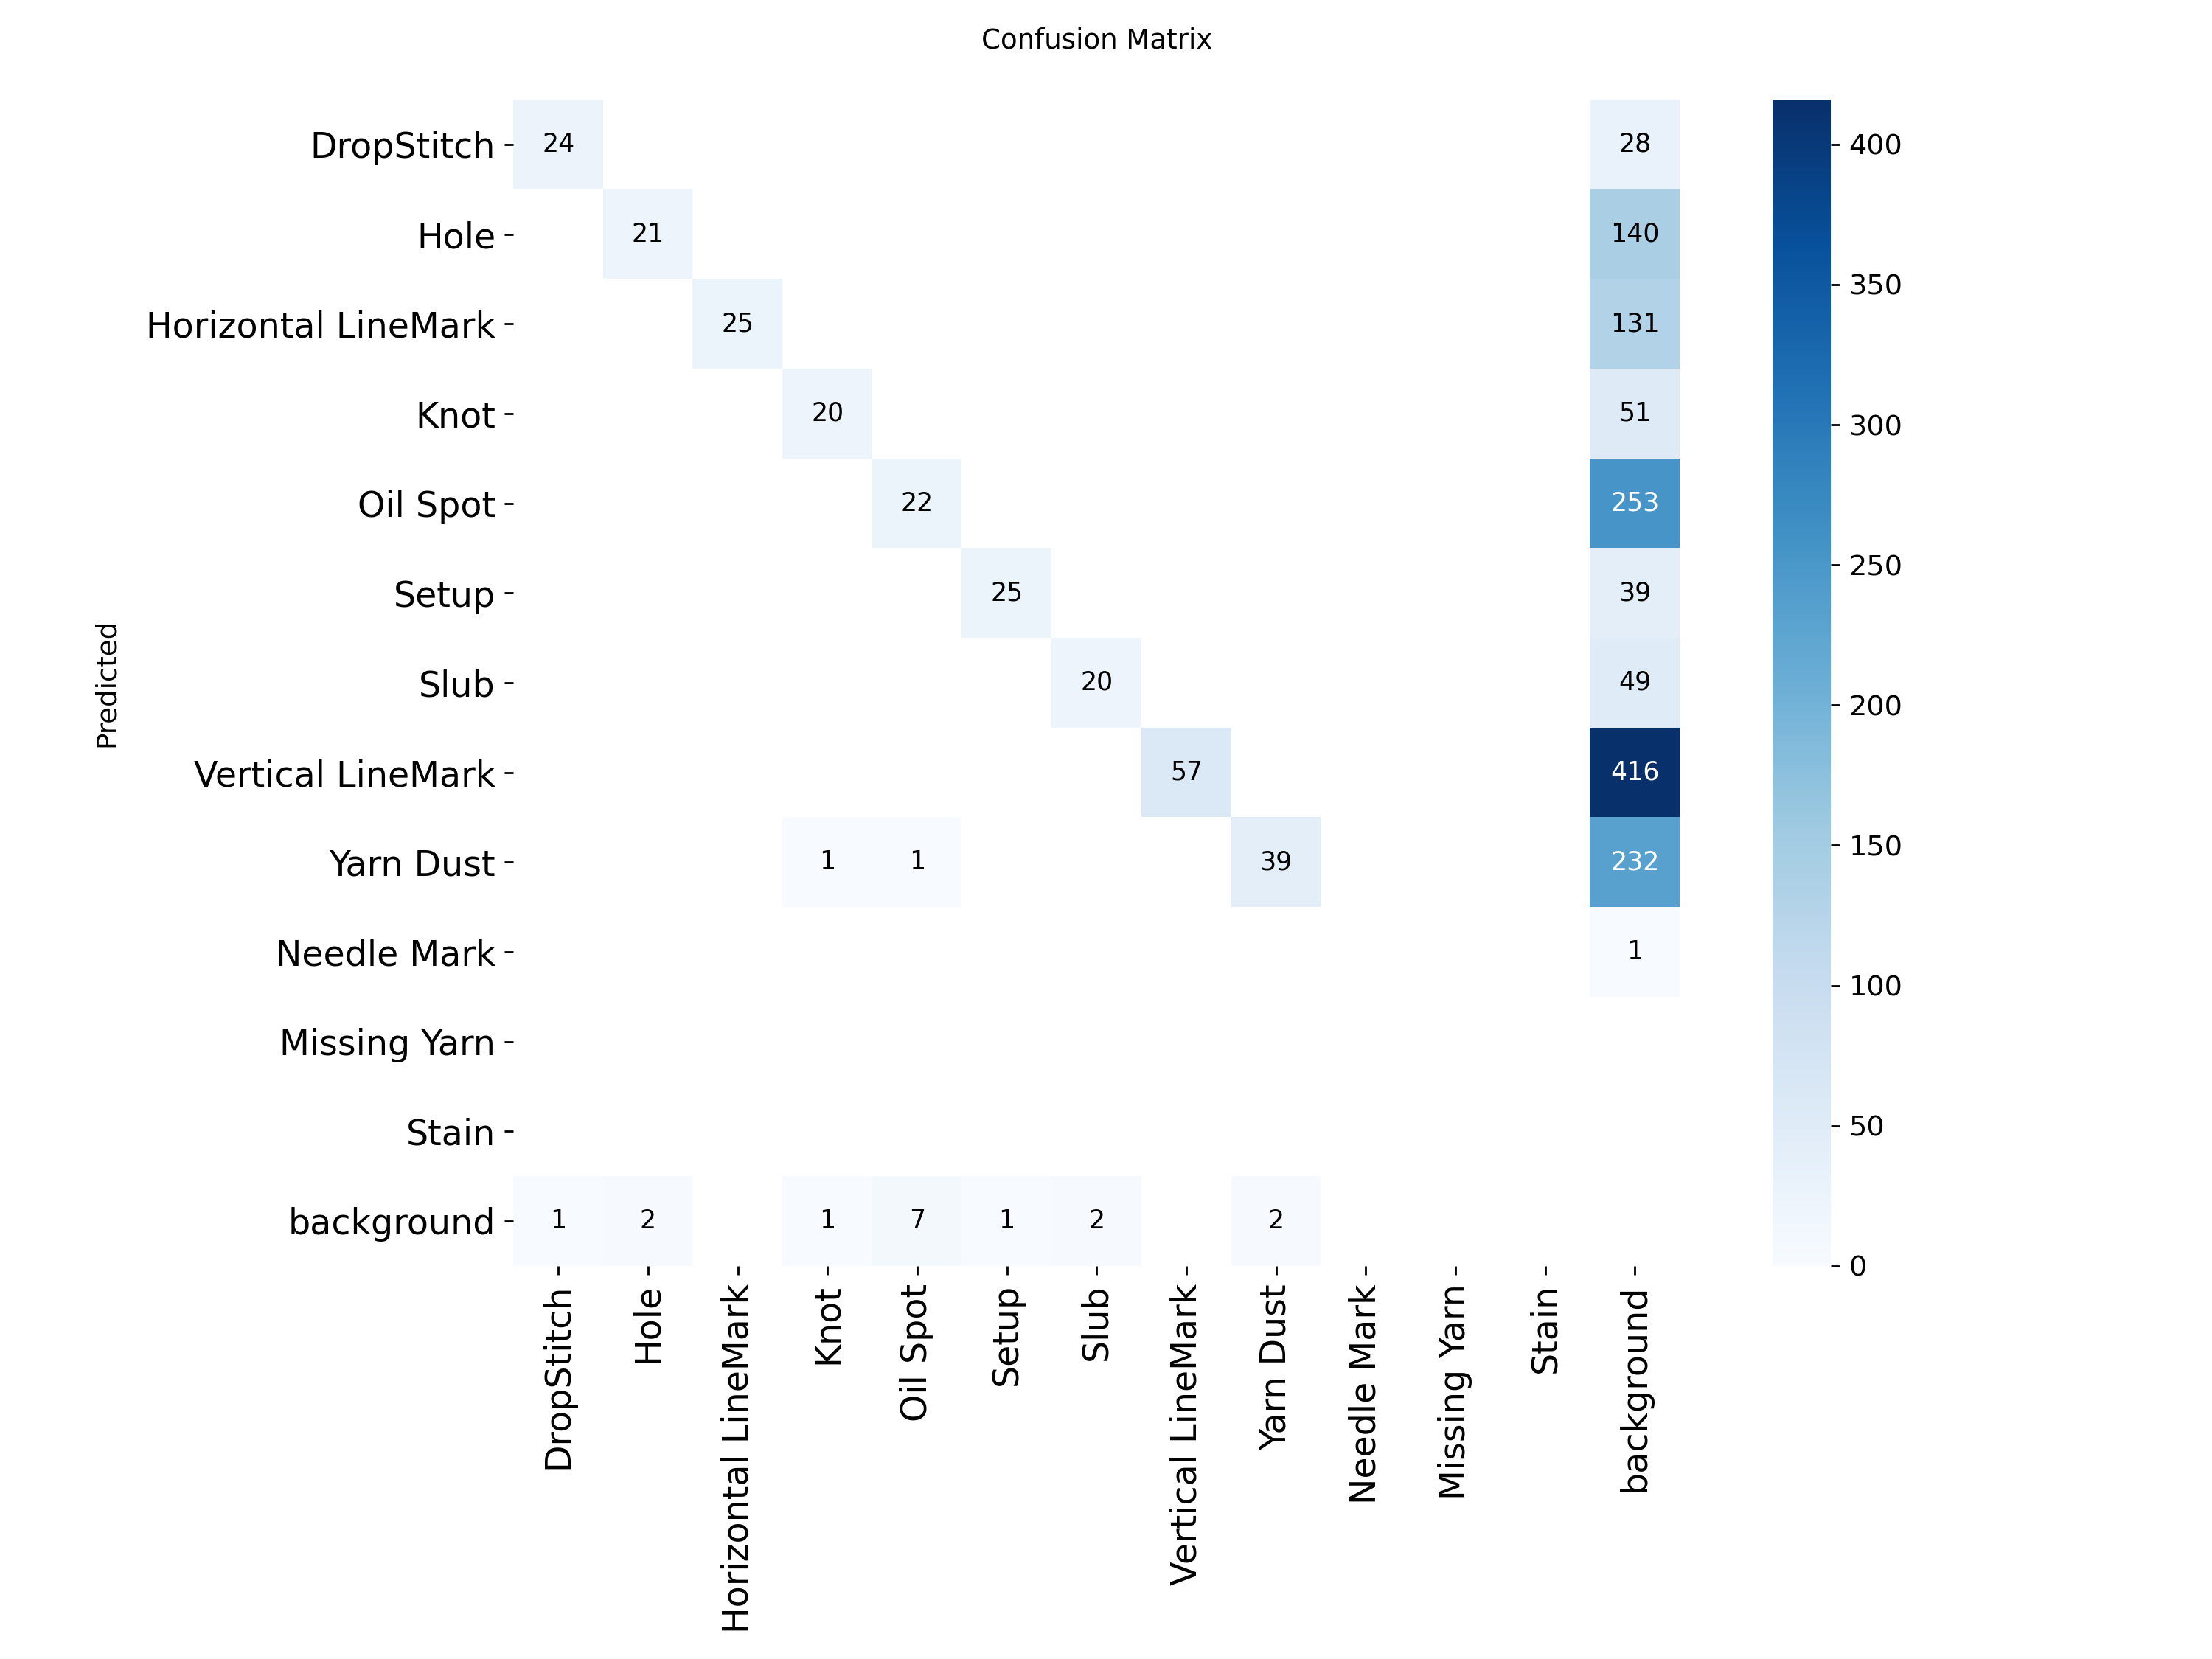 Confusion Matrix
DropStitch 24 28 400
Hole 21 140 350
Horizontal LineMark 25 131
Knot 20 51 300
Oil Spot 22 253 250
Setup 25 39
Slub 20 49 200
Predicted
Vertical LineMark 57 416
Yarn Dust 1 1 39 232 150
Needle Mark 1 100
Missing Yarn
Stain 50
background 1 2 1 7 1 2 2 0
DropStitch
Hole
Horizontal LineMark
Knot
Oil Spot
Setup
Slub
Vertical LineMark
Yarn Dust
Needle Mark
Missing Yarn
Stain
background